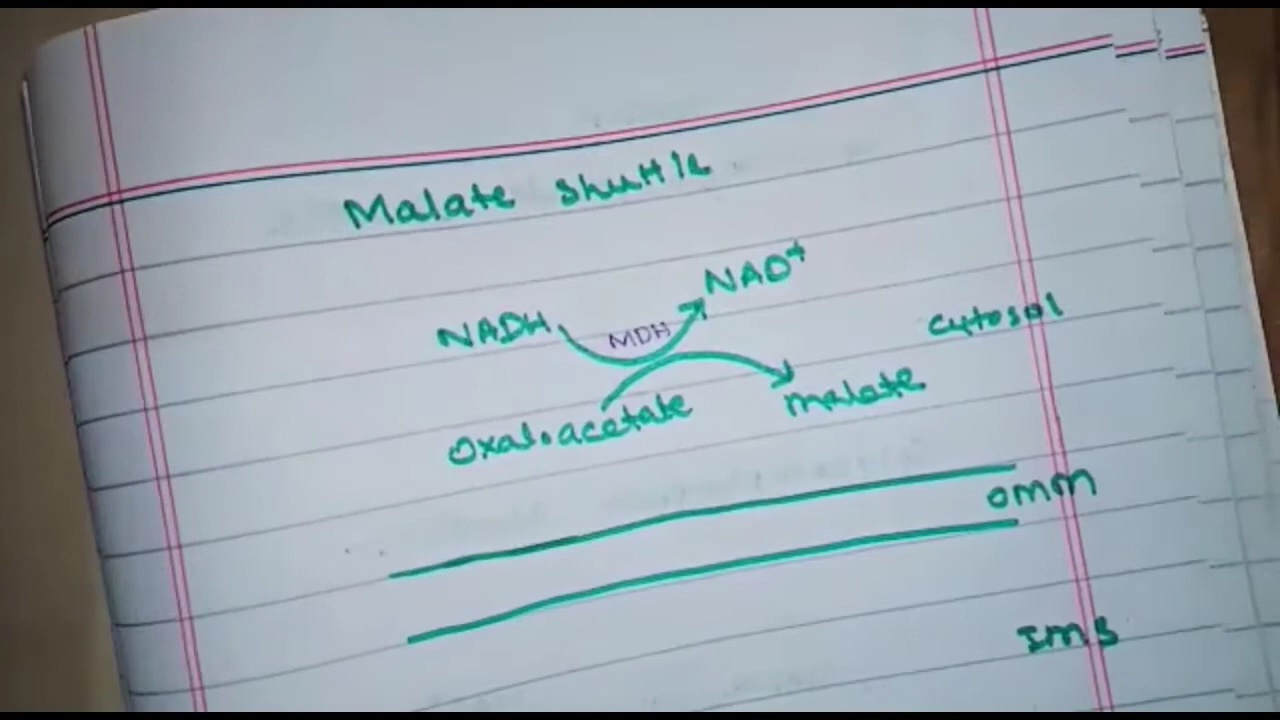 Malate Shuttle
NADH MDH NAD+
Cytosol
Oxaloacetate Malate
OMM
IMS